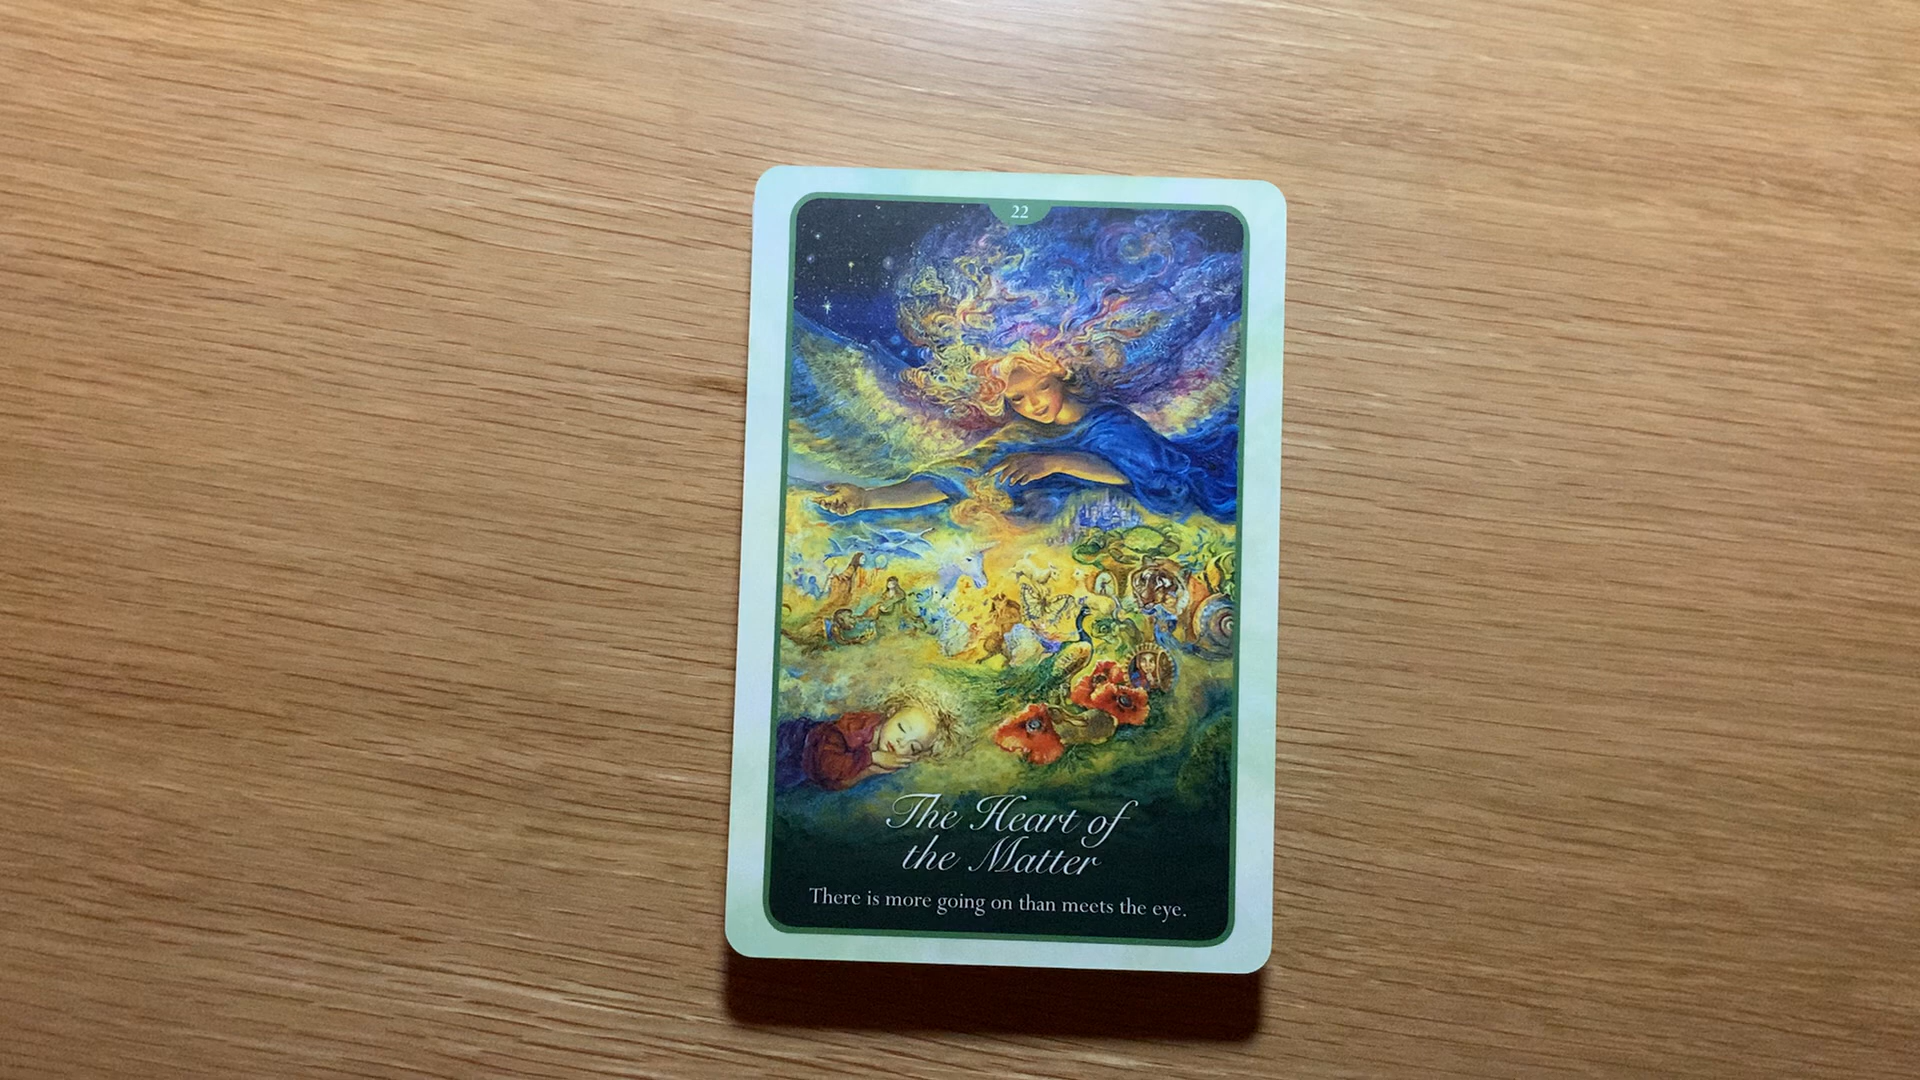 22
The Heart of
the Matter
There is more going on than meets the eye.